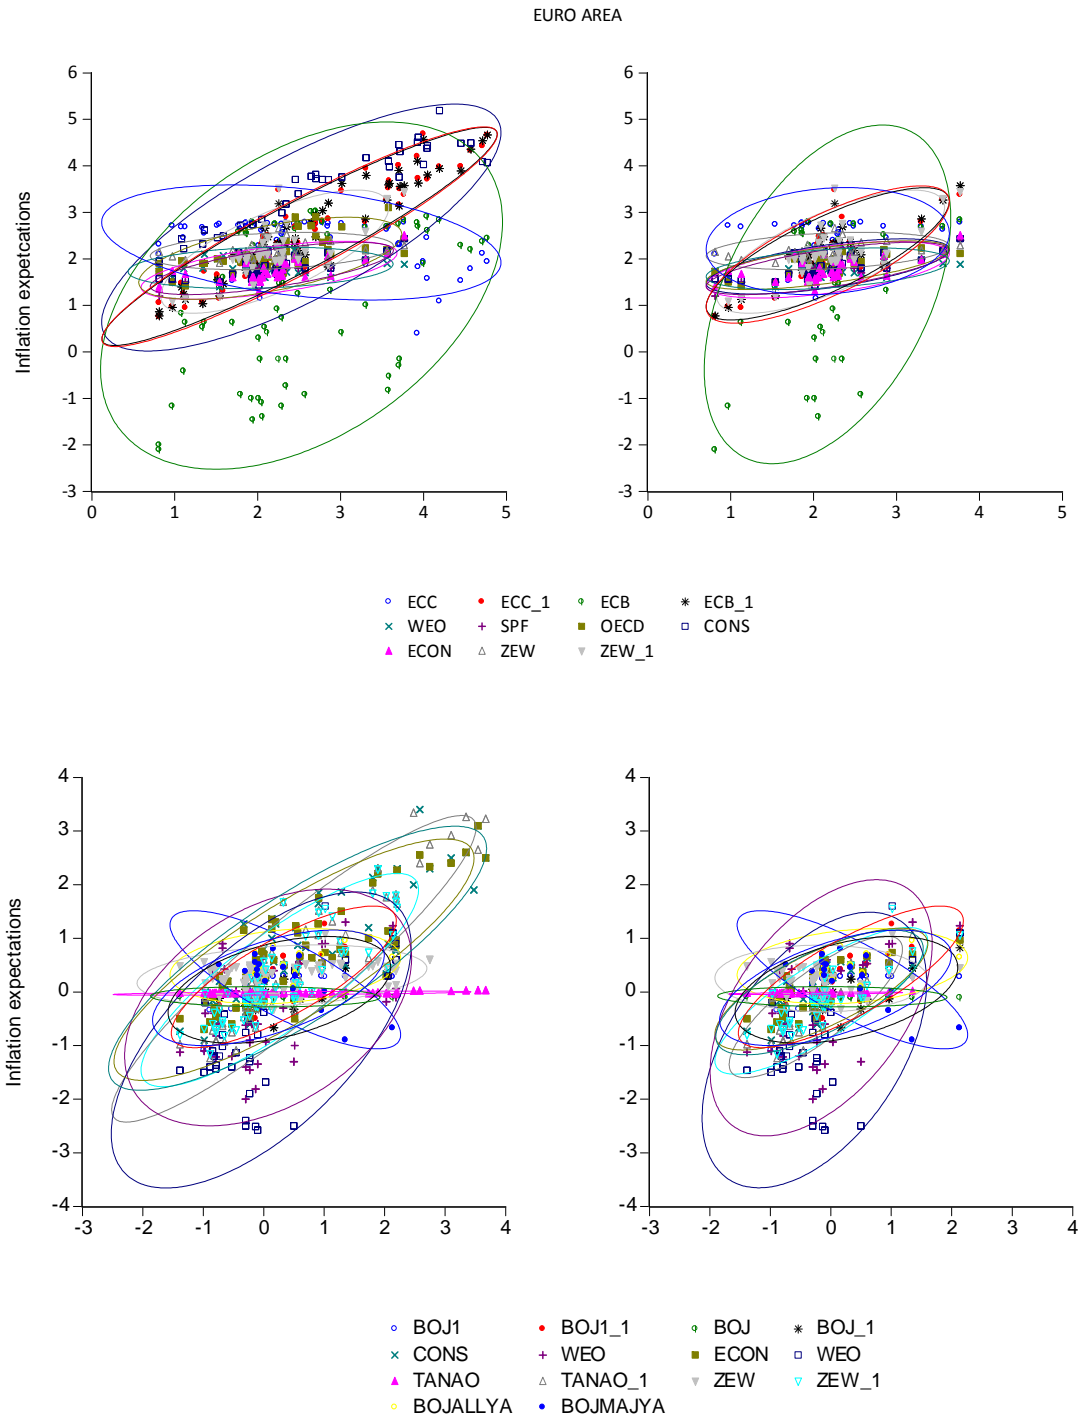 EURO AREA
6 6
5 5
4 4
3 3
2 2
1 1
0 0
-1 -1
-2 -2
-3 -3
0 1 2 3 4 5 0 1 2 3 4 5
Inflation expetcations
ECC ECC_1 ECB ECB_1
WEO SPF OECD CONS
ECON ZEW ZEW_1
4 4
3 3
2 2
1 1
0 0
-1 -1
-2 -2
-3 -3
-4 -4
-3 -2 -1 0 1 2 3 4 -3 -2 -1 0 1 2 3 4
Inflation expectations
BOJ1 BOJ1_1 BOJ BOJ_1
CONS WEO ECON WEO
TANAO TANAO_1 ZEW ZEW_1
BOJALLYA BOJMAJYA